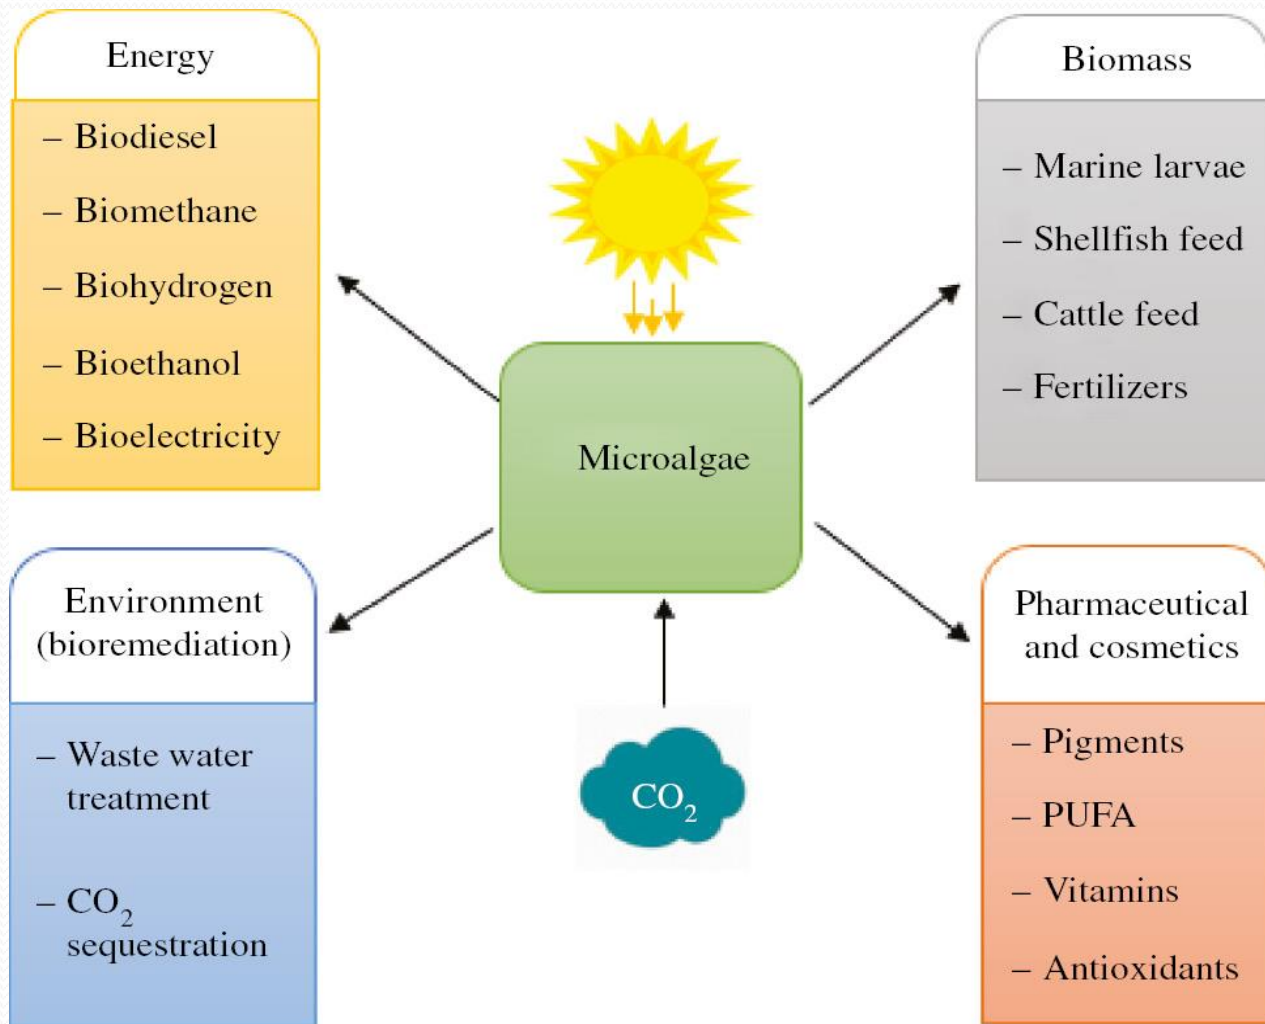 Energy
– Biodiesel
– Biomethane
– Biohydrogen
– Bioethanol
– Bioelectricity
Biomass
– Marine larvae
– Shellfish feed
– Cattle feed
– Fertilizers
Microalgae
CO₂
Environment
(bioremediation)
– Waste water
treatment
– CO₂
sequestration
Pharmaceutical
and cosmetics
– Pigments
– PUFA
– Vitamins
– Antioxidants